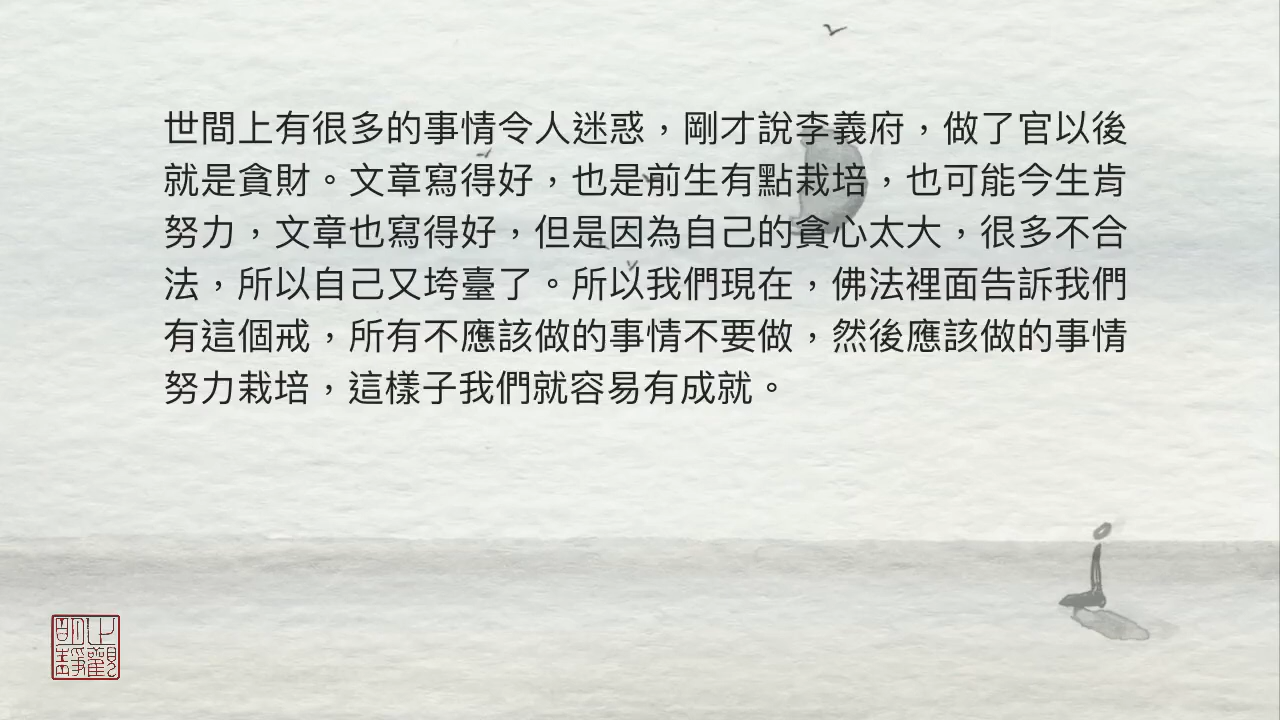 世間上有很多的事情令人迷惑，剛才說李義府，做了官以後
就是貪財。文章寫得好，也是前生有點栽培，也可能今生肯
努力，文章也寫得好，但是因為自己的貪心太大，很多不合
法，所以自己又垮臺了。所以我們現在，佛法裡面告訴我們
有這個戒，所有不應該做的事情不要做，然後應該做的事情
努力栽培，這樣子我們就容易有成就。
止觀
明靜